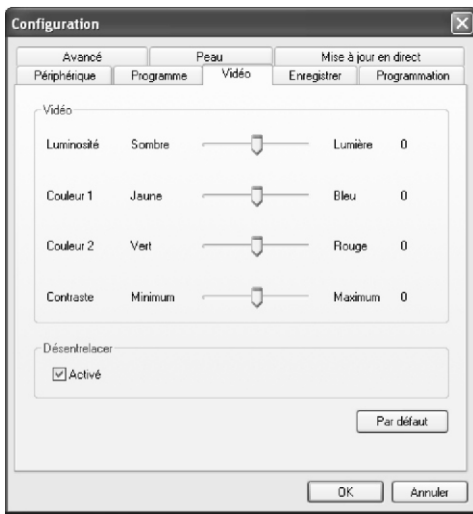 Configuration
Avancé Peau Mise à jour en direct
Périphérique Programme Vidéo Enregistrer Programmation
Vidéo
Luminosité Sombre Lumière 0
Couleur 1 Jaune Bleu 0
Couleur 2 Vert Rouge 0
Contraste Minimum Maximum 0
Désentrelacer
Activé
Par défaut
OK Annuler